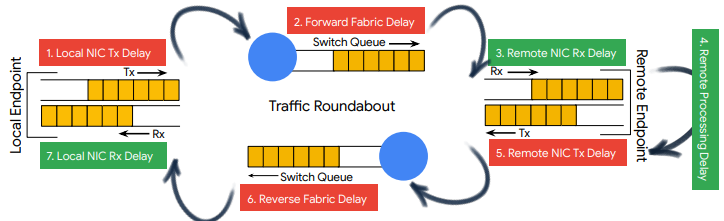 1. Local NIC Tx Delay
2. Forward Fabric Delay
3. Remote NIC Rx Delay
4. Remote Processing Delay
Local Endpoint
Tx
Rx
7. Local NIC Rx Delay
Switch Queue
Traffic Roundabout
Switch Queue
6. Reverse Fabric Delay
Rx
Tx
Remote Endpoint
5. Remote NIC Tx Delay